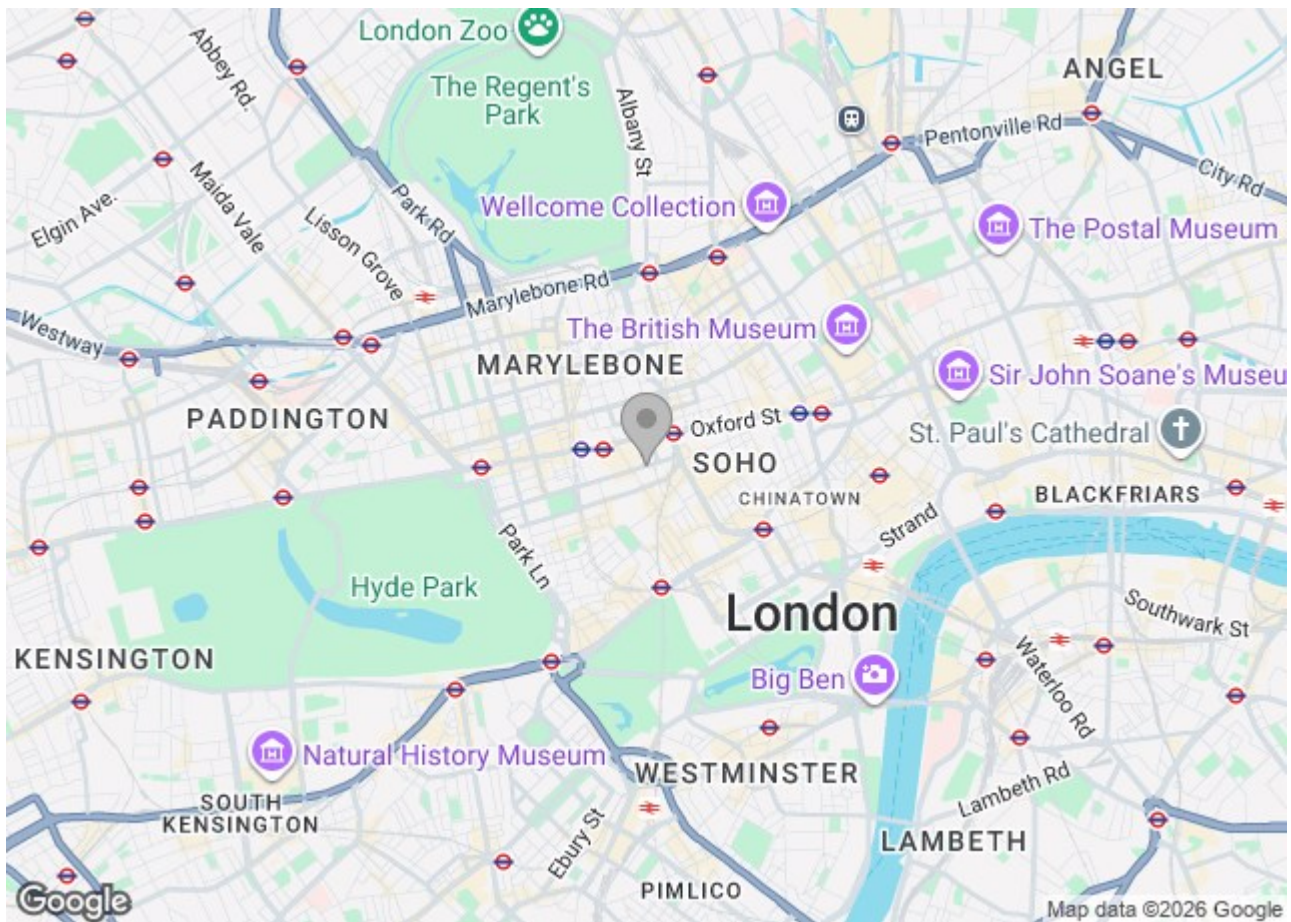 London Zoo
The Regent's
Park
Abbey Rd.
Albany St
ANGEL
Pentonville Rd
City Rd
Maida Vale
Elgin Ave.
Lisson Grove
Park Rd
Wellcome Collection
The Postal Museum
Marylebone Rd
Westway
The British Museum
MARYLEBONE
Sir John Soane's Museu
PADDINGTON
Oxford St
St. Paul's Cathedral
SOHO
CHINATOWN
BLACKFRIARS
Strand
Park Ln
Hyde Park
London
Southwark St
KENSINGTON
Waterloo Rd
Big Ben
Natural History Museum
WESTMINSTER
SOUTH
KENSINGTON
Lambeth Rd
Ebury St
LAMBETH
PIMLICO
Google
Map data ©2026 Google